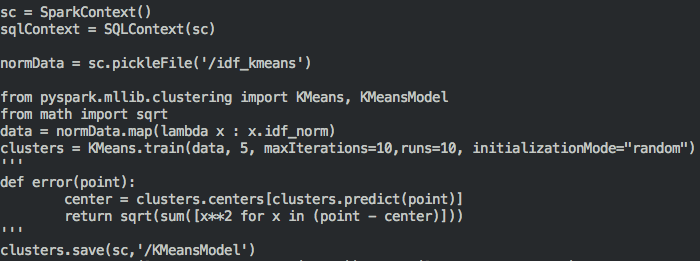 sc = SparkContext()
sqlContext = SQLContext(sc)
normData = sc.pickleFile('/idf_kmeans')
from pyspark.mllib.clustering import KMeans, KMeansModel
from math import sqrt
data = normData.map(lambda x : x.idf_norm)
clusters = KMeans.train(data, 5, maxIterations=10,runs=10, initializationMode="random")
'''
def error(point):
        center = clusters.centers[clusters.predict(point)]
        return sqrt(sum([x**2 for x in (point - center)]))
'''
clusters.save(sc,'/KMeansModel')